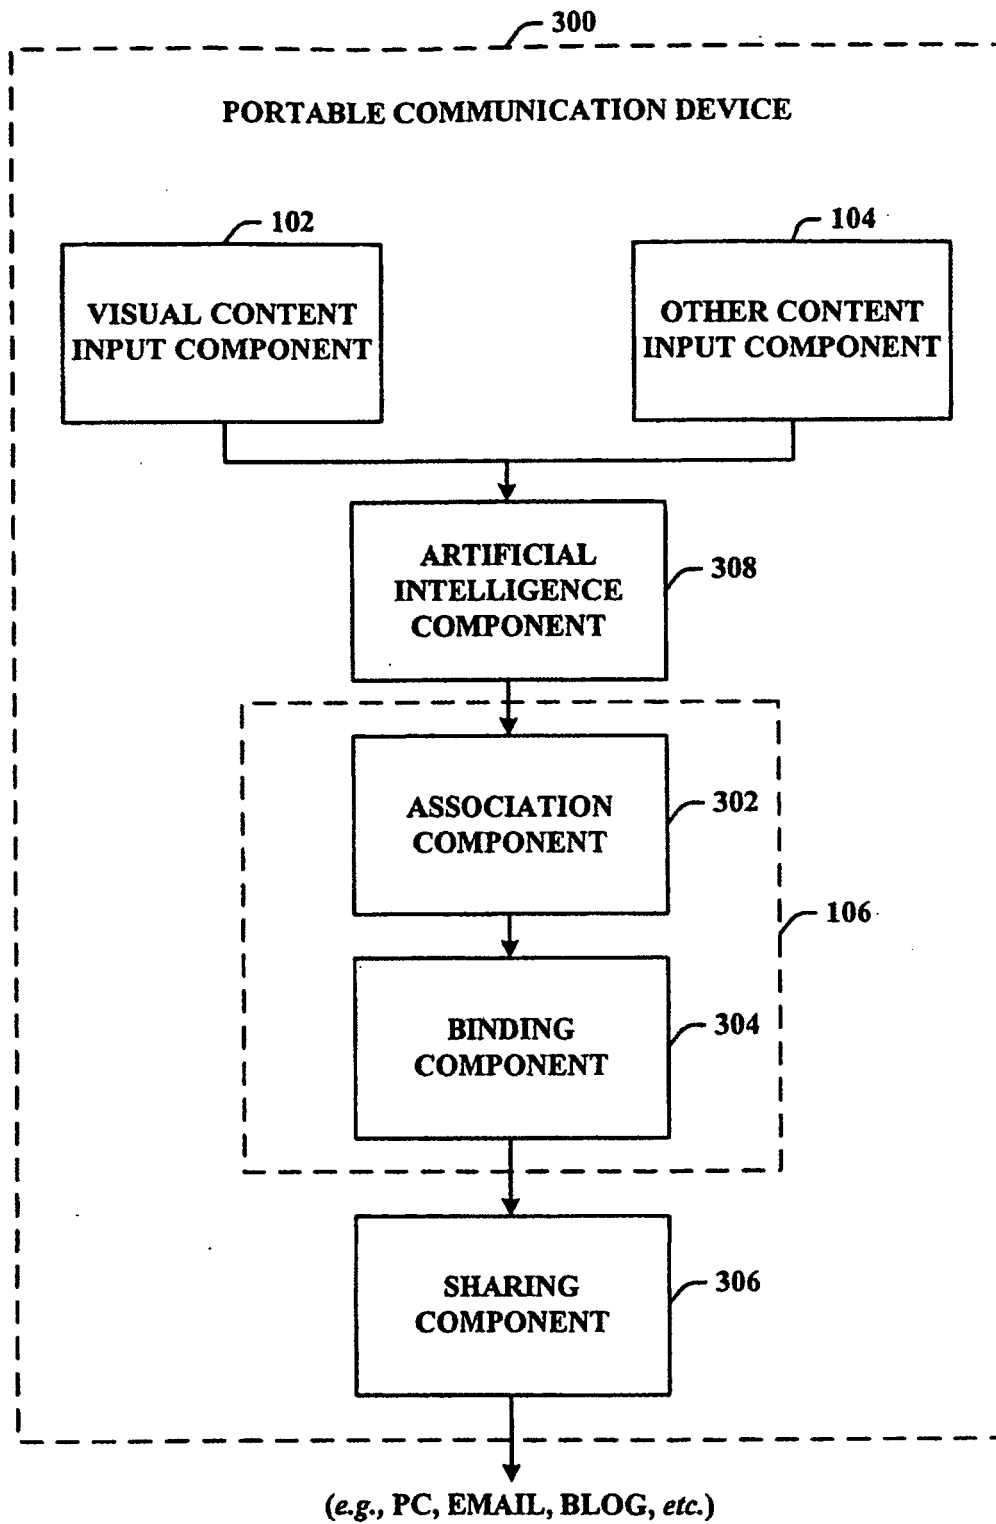 300
PORTABLE COMMUNICATION DEVICE
102
104
VISUAL CONTENT
INPUT COMPONENT
OTHER CONTENT
INPUT COMPONENT
ARTIFICIAL
INTELLIGENCE
COMPONENT
308
ASSOCIATION
COMPONENT
302
106
BINDING
COMPONENT
304
SHARING
COMPONENT
306
(e.g., PC, EMAIL, BLOG, etc.)